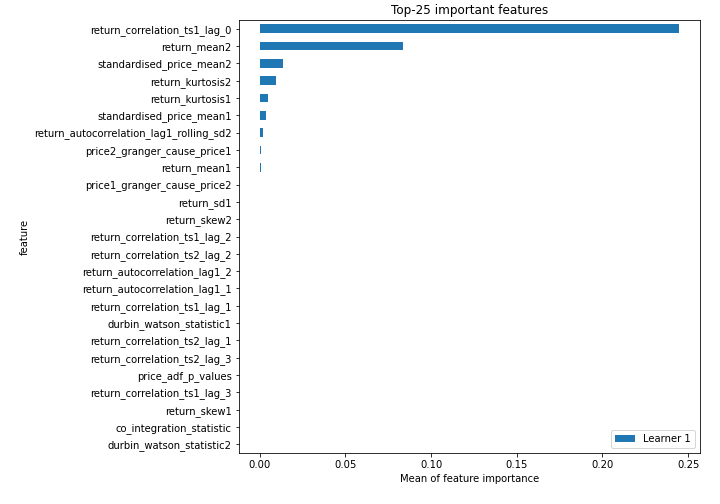 Top-25 important features
return_correlation_ts1_lag_0
return_mean2
standardised_price_mean2
return_kurtosis2
return_kurtosis1
standardised_price_mean1
return_autocorrelation_lag1_rolling_sd2
price2_granger_cause_price1
return_mean1
price1_granger_cause_price2
return_sd1
return_skew2
return_correlation_ts1_lag_2
return_correlation_ts2_lag_2
return_autocorrelation_lag1_2
return_autocorrelation_lag1_1
return_correlation_ts1_lag_1
durbin_watson_statistic1
return_correlation_ts2_lag_1
return_correlation_ts2_lag_3
price_adf_p_values
return_correlation_ts1_lag_3
return_skew1
co_integration_statistic
durbin_watson_statistic2
feature
Learner 1
0.00 0.05 0.10 0.15 0.20 0.25
Mean of feature importance